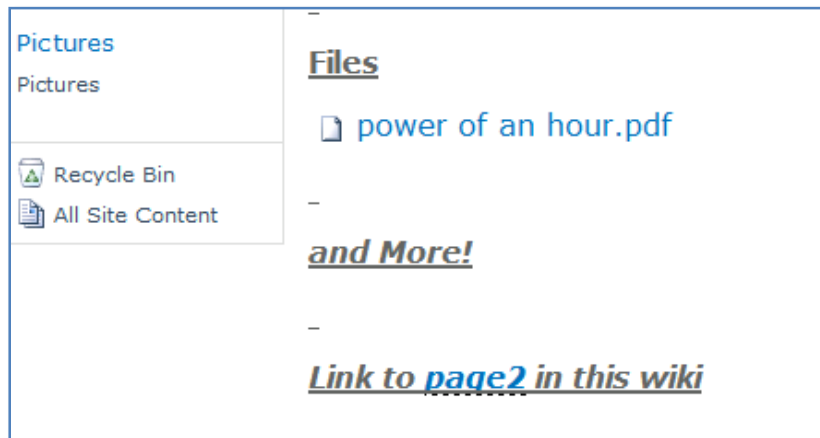 Pictures
Pictures
Recycle Bin
All Site Content
Files
power of an hour.pdf
and More!
Link to page2 in this wiki